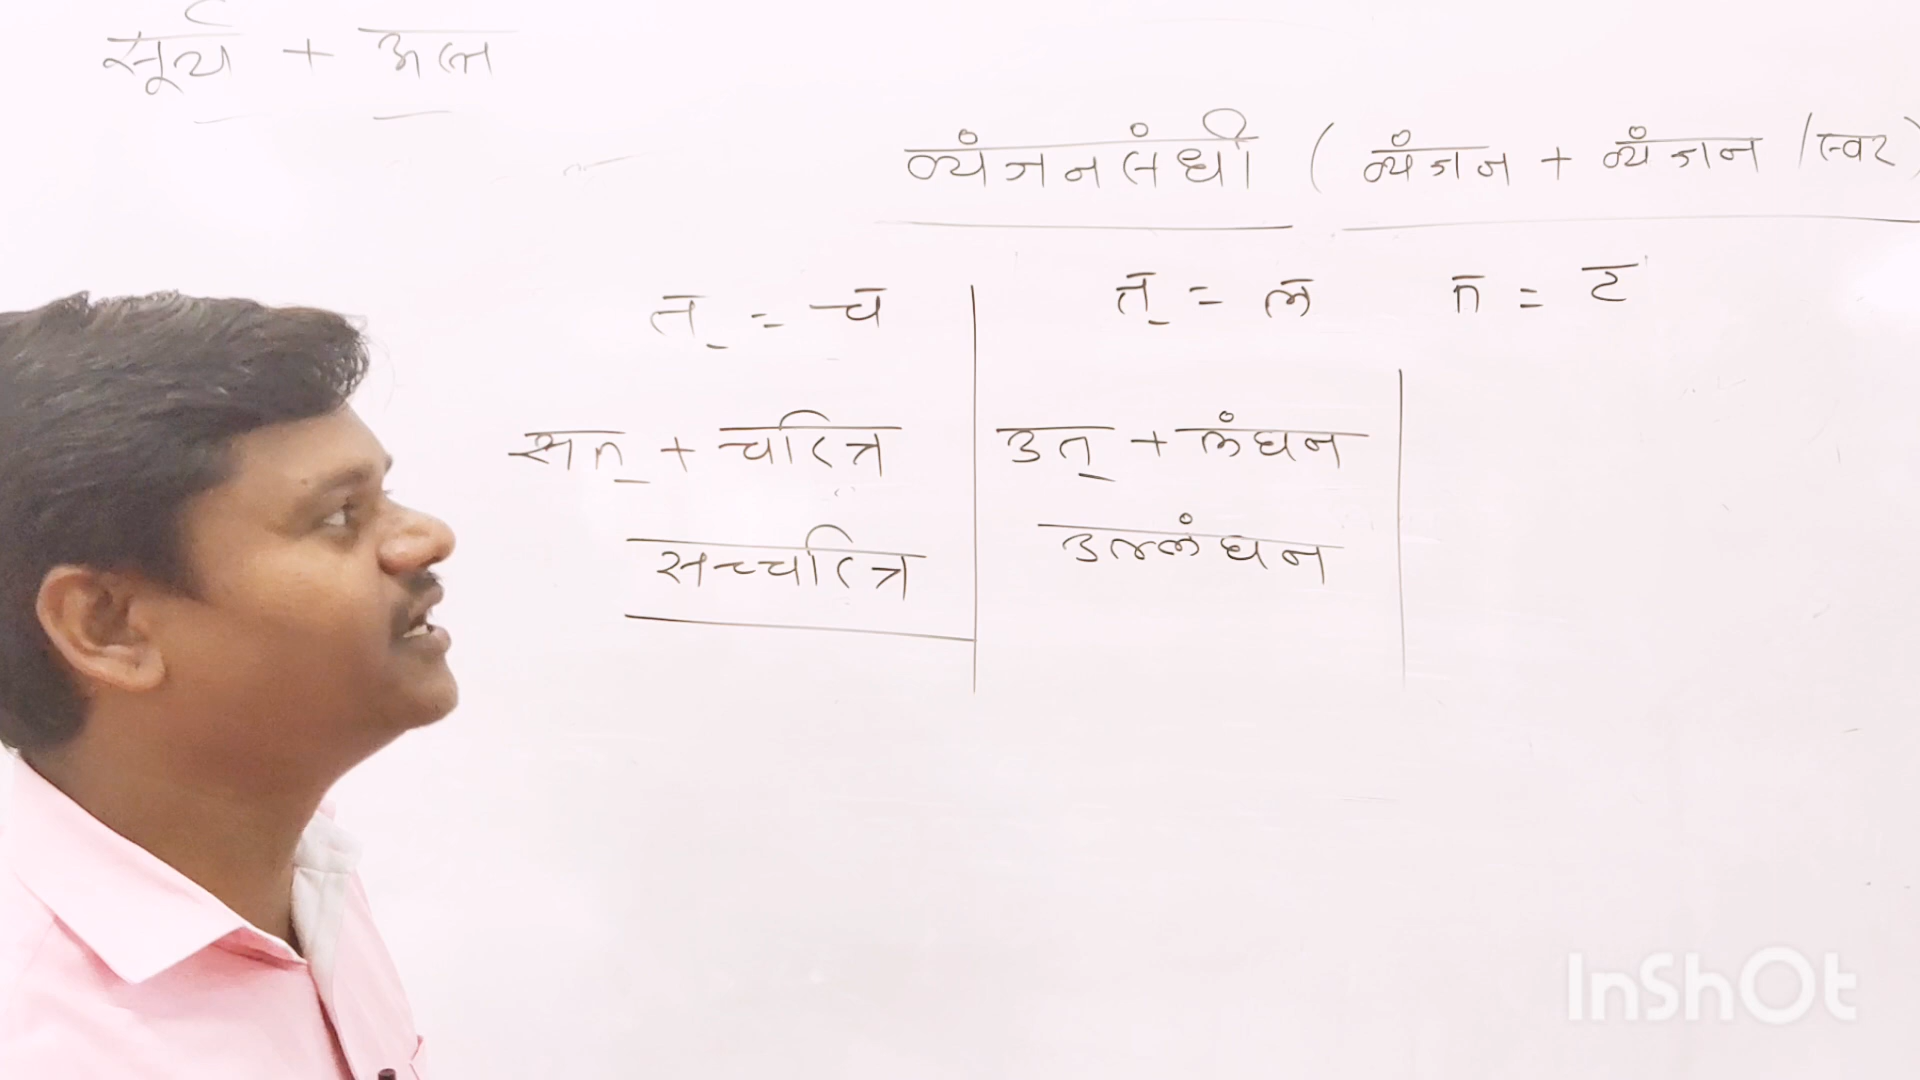 सूर्य + अस्त
व्यंजनसंधी ( व्यंजन + व्यंजन / स्वर )
त् = च त् = ल त = ट
सत् + चरित्र उत् + लंघन
सच्चरित्र उल्लंघन
InShOt